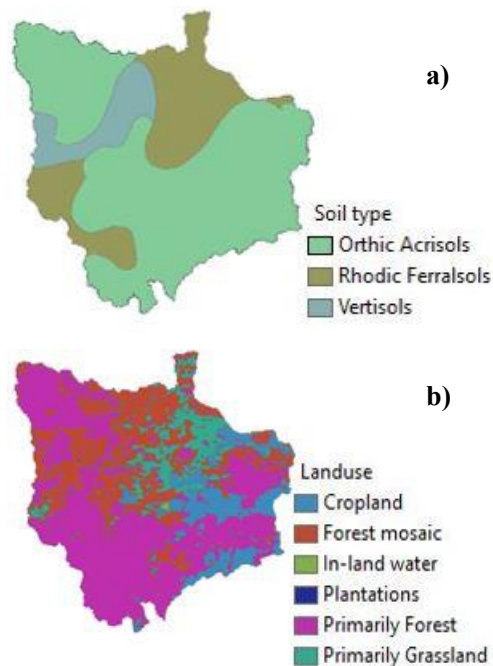 a)
Soil type
Orthic Acrisols
Rhodic Ferralsols
Vertisols
b)
Landuse
Cropland
Forest mosaic
In-land water
Plantations
Primarily Forest
Primarily Grassland